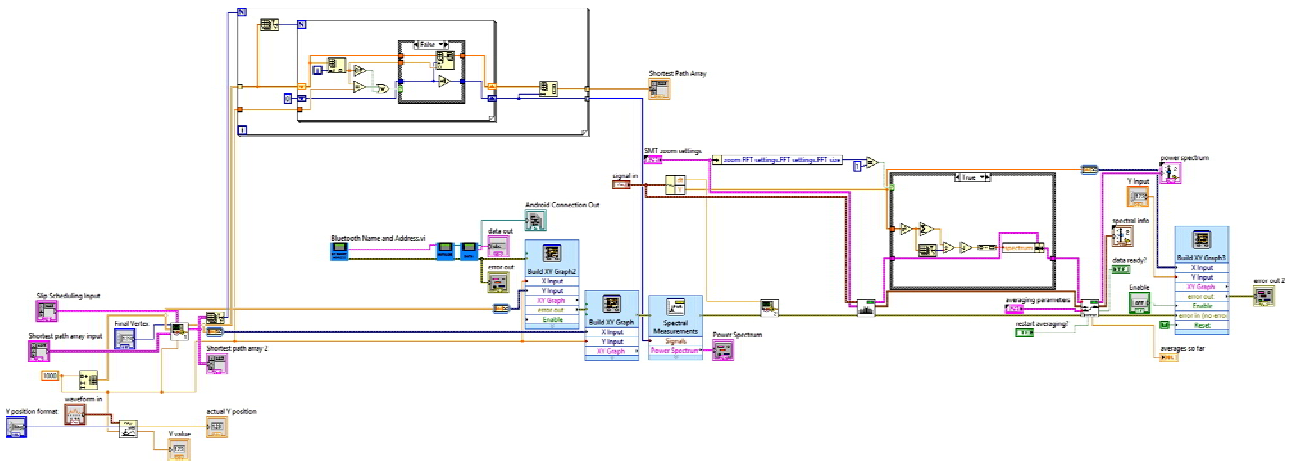 N
N
False
i
0
Shortest Path Array
SMT zoom settings
zoom FFT settings.FFT settings.FFT size
1
power spectrum
signal in
True
Y Input
Android Connection Out
spectral info
Bluetooth Name and Address.vi
data out
spectrum
Build XY Graph2
X Input
Y Input
XY Graph
error out
Enable
error out
data ready?
Build XY Graph3
X Input
Y Input
XY Graph
error out
Enable
error in (no error)
Reset
error out 2
Enable
Slip Scheduling Input
Final Vertex
Build XY Graph
X Input
Y Input
XY Graph
Spectral Measurements
Signals
Power Spectrum
averaging parameters
restart averaging?
Shortest path array input
Shortest path array 2
Power Spectrum
averages so far
10000
waveform in
Y position format
actual Y position
Y value